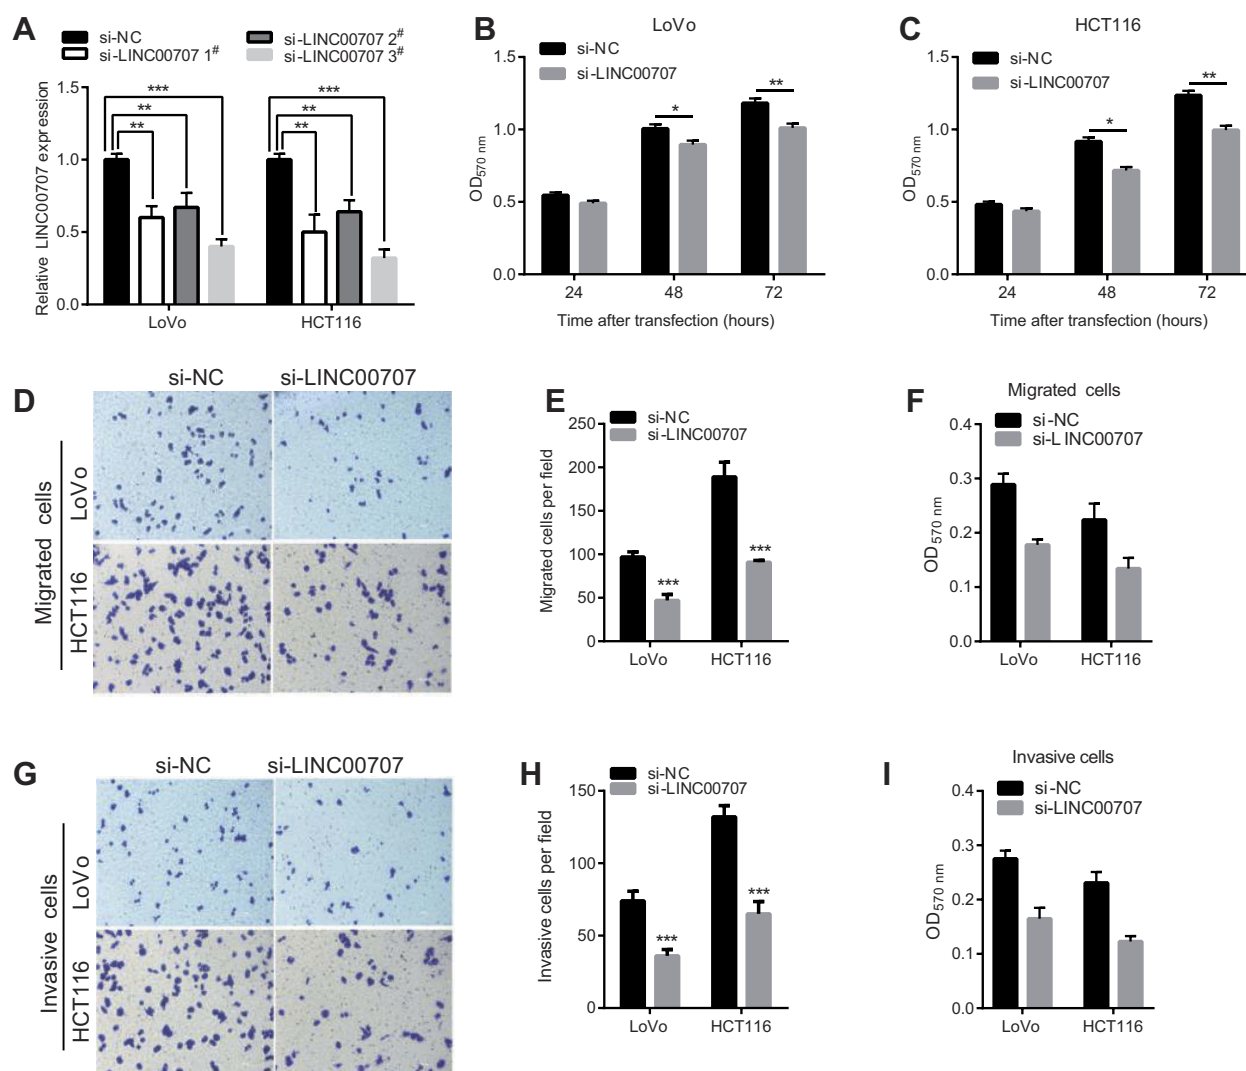 A
si-NC
si-LINC00707 1#
si-LINC00707 2#
si-LINC00707 3#
Relative LINC00707 expression
1.5
1.0
0.5
0.0
***
**
**
***
**
**
LoVo
HCT116
B
LoVo
si-NC
si-LINC00707
OD570 nm
1.5
1.0
0.5
0.0
*
**
24
48
72
Time after transfection (hours)
C
HCT116
si-NC
si-LINC00707
OD570 nm
1.5
1.0
0.5
0.0
*
**
24
48
72
Time after transfection (hours)
D
si-NC
si-LINC00707
Migrated cells
LoVo
HCT116
E
si-NC
si-LINC00707
Migrated cells per field
250
200
150
100
50
0
***
***
LoVo
HCT116
F
Migrated cells
si-NC
si-LINC00707
OD570 nm
0.4
0.3
0.2
0.1
0.0
LoVo
HCT116
G
si-NC
si-LINC00707
Invasive cells
LoVo
HCT116
H
si-NC
si-LINC00707
Invasive cells per field
150
100
50
0
***
***
LoVo
HCT116
I
Invasive cells
si-NC
si-LINC00707
OD570 nm
0.4
0.3
0.2
0.1
0.0
LoVo
HCT116